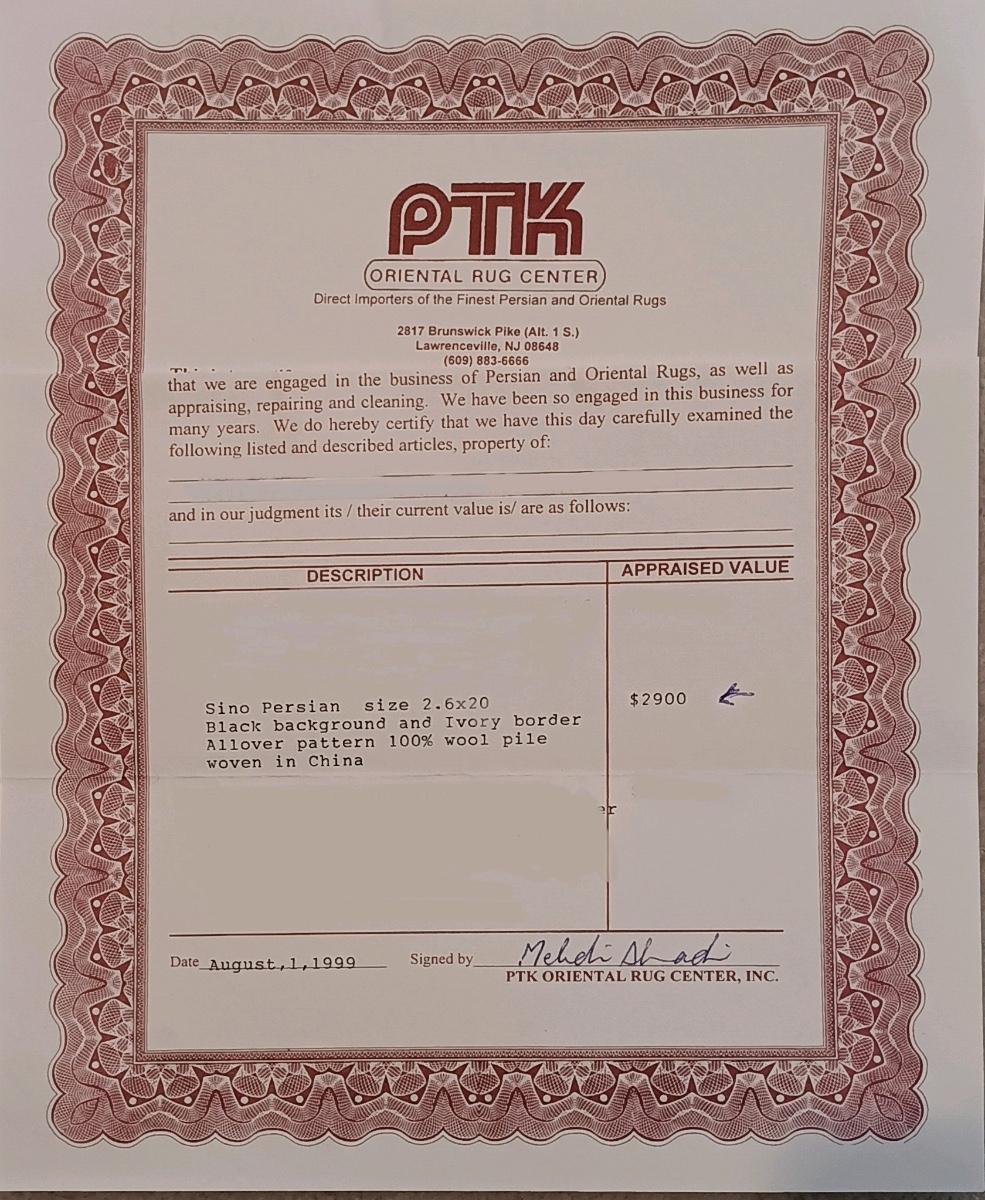 PTK
ORIENTAL RUG CENTER
Direct Importers of the Finest Persian and Oriental Rugs
2817 Brunswick Pike (Alt. 1 S.)
Lawrenceville, NJ 08648
(609) 883-6666
that we are engaged in the business of Persian and Oriental Rugs, as well as
appraising, repairing and cleaning. We have been so engaged in this business for
many years. We do hereby certify that we have this day carefully examined the
following listed and described articles, property of:
and in our judgment its / their current value is/ are as follows:
DESCRIPTION APPRAISED VALUE
Sino Persian size 2.6x20 $2900
Black background and Ivory border
Allover pattern 100% wool pile
woven in China
er
Date August,1,1999 Signed by Mehdi Shadi
PTK ORIENTAL RUG CENTER, INC.